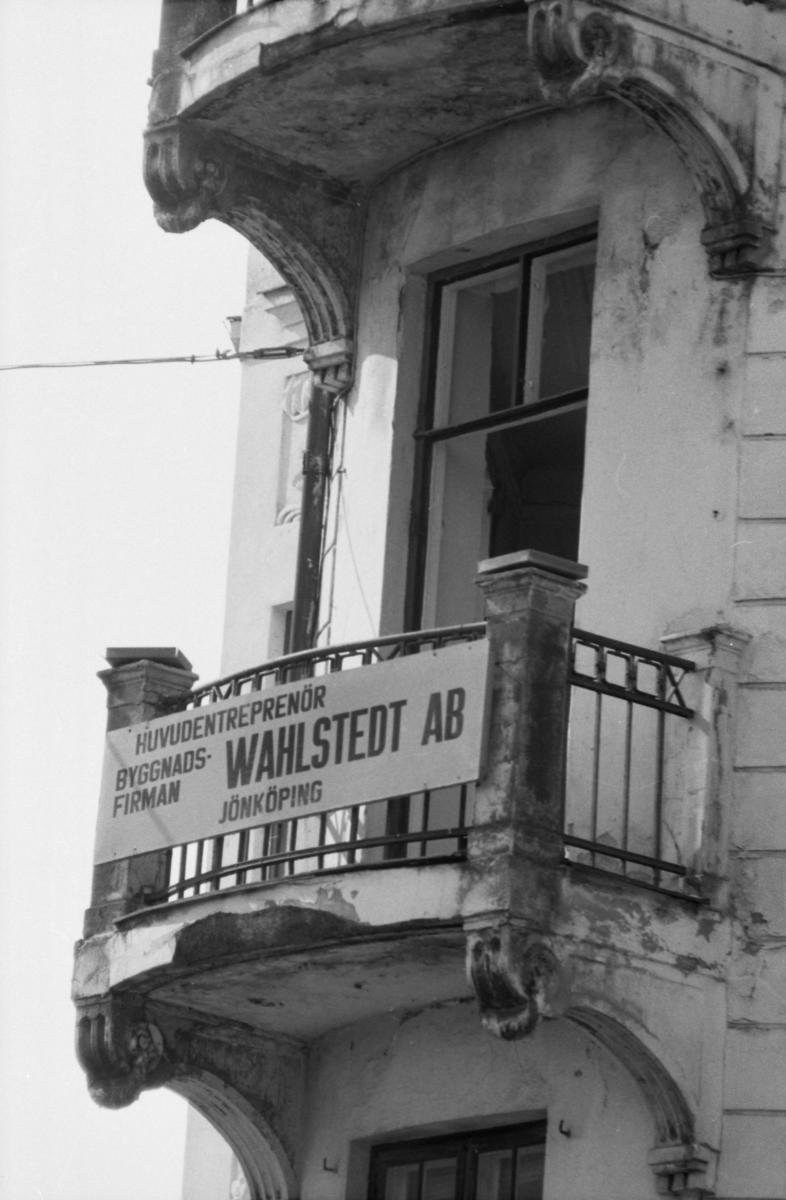 HUVUDENTREPRENÖR
BYGGNADS-
FIRMAN
WAHLSTEDT AB
JÖNKÖPING